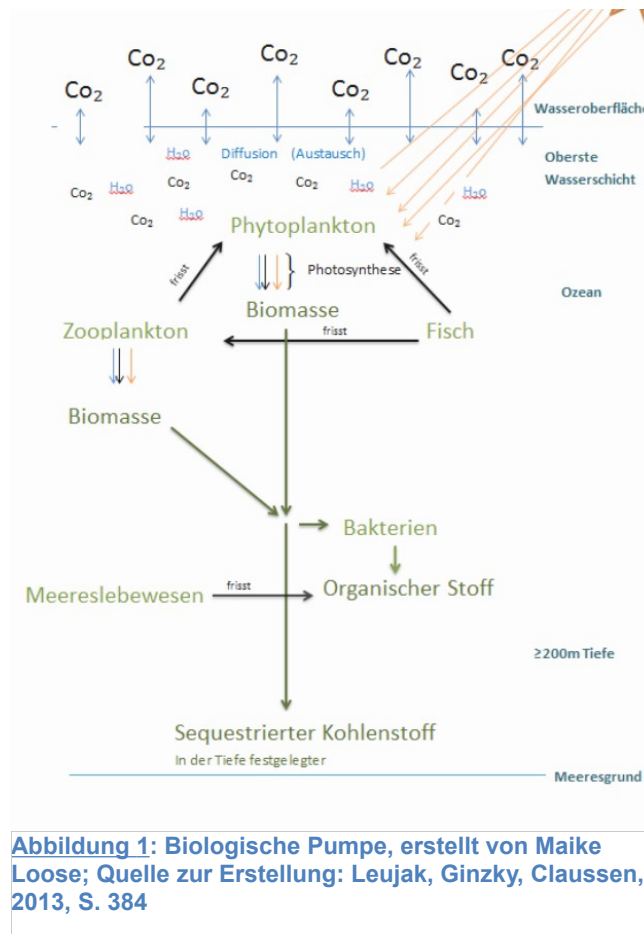 Co₂ Co₂ Co₂ Co₂ Co₂ Co₂ Co₂ Co₂
Wasseroberfläche
H₂o Diffusion (Austausch)
Oberste
Wasserschicht
Co₂ H₂o Co₂ Co₂ Co₂ H₂o H₂o
Co₂ H₂o Co₂
Phytoplankton
frisst
Photosynthese
frisst
Ozean
Biomasse
Zooplankton
frisst
Fisch
Biomasse
Bakterien
Meereslebewesen
frisst
Organischer Stoff
≥200m Tiefe
Sequestrierter Kohlenstoff
In der Tiefe festgelegter
Meeresgrund
Abbildung 1: Biologische Pumpe, erstellt von Maike
Loose; Quelle zur Erstellung: Leujak, Ginzky, Claussen,
2013, S. 384